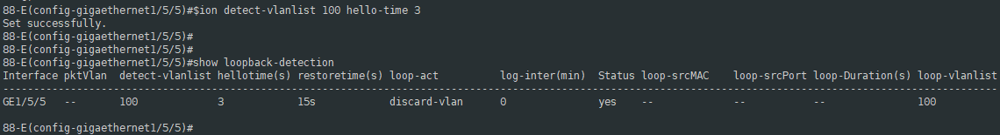 88-E(config-gigaethernet1/5/5)#$ion detect-vlanlist 100 hello-time 3
Set successfully.
88-E(config-gigaethernet1/5/5)#
88-E(config-gigaethernet1/5/5)#
88-E(config-gigaethernet1/5/5)#show loopback-detection
Interface pktVlan  detect-vlanlist hellotime(s) restoretime(s) loop-act          log-inter(min)  Status loop-srcMAC    loop-srcPort loop-Duration(s) loop-vlanlist
-----------------------------------------------------------------------------------------------------------------------------------------------------------
GE1/5/5   --       100             3            15s            discard-vlan      0               yes    --             --           --               100
88-E(config-gigaethernet1/5/5)#